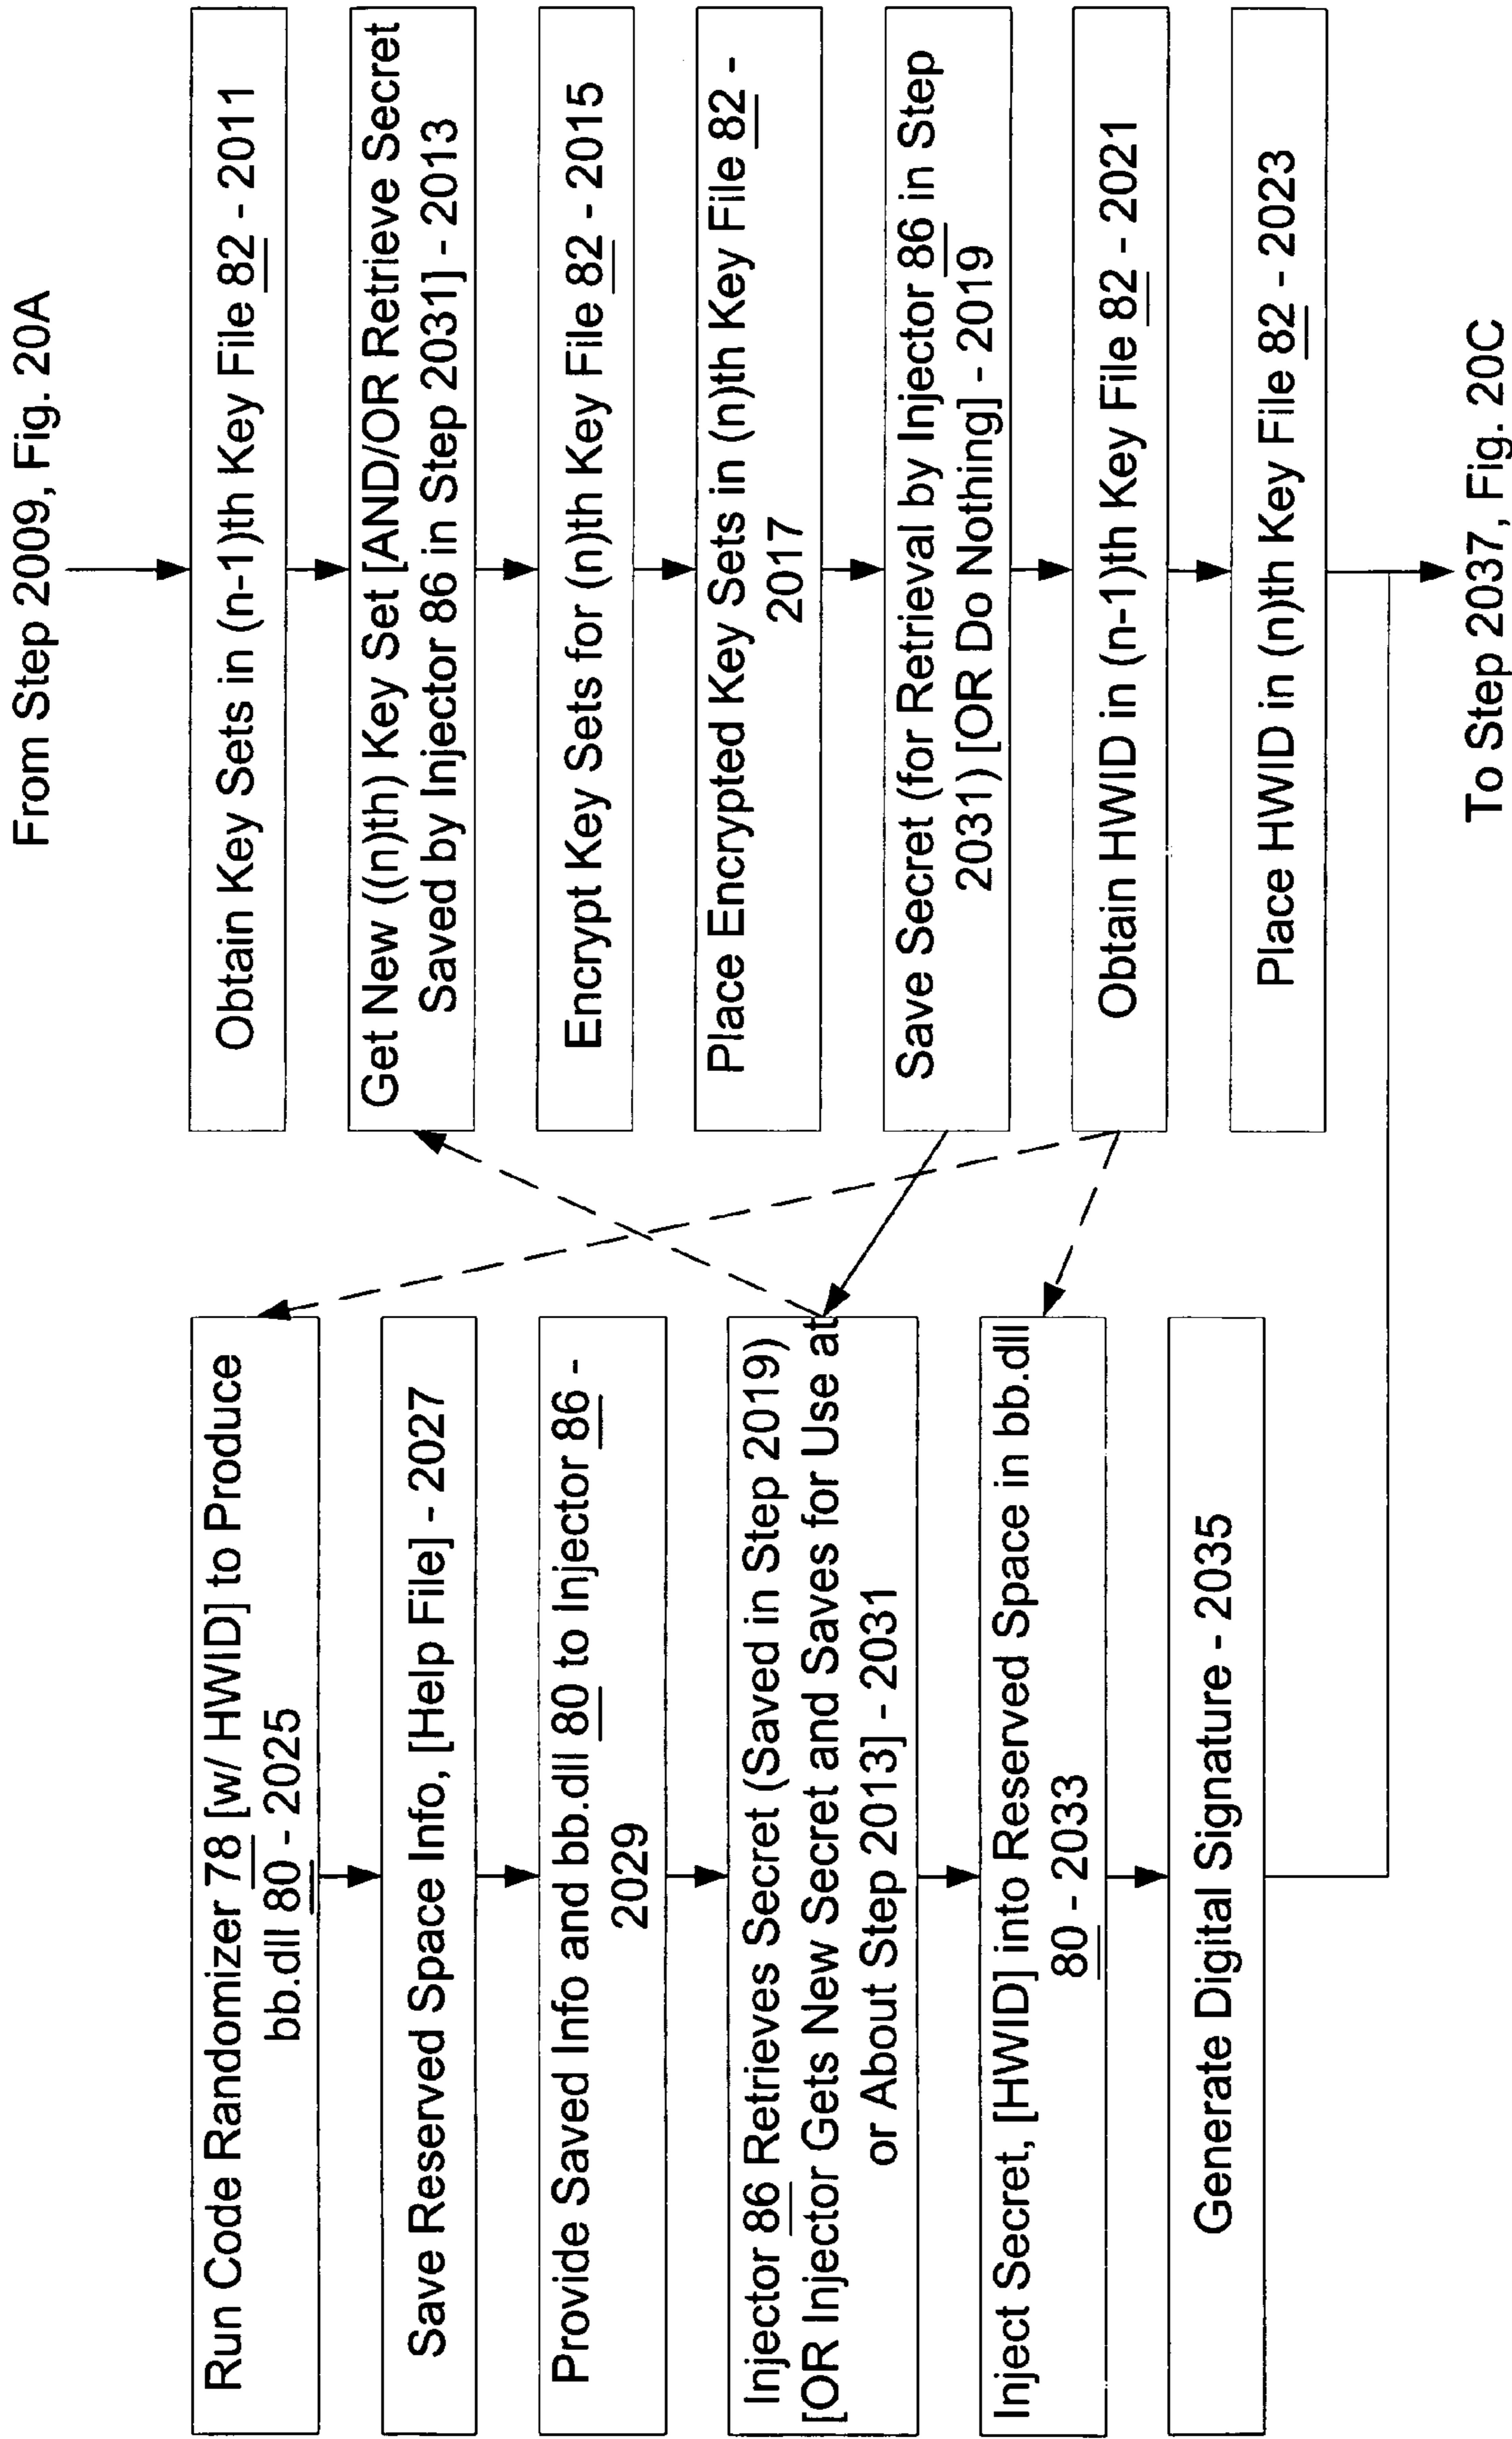 From Step 2009, Fig. 20A
Obtain Key Sets in (n-1)th Key File 82 - 2011
Get New ((n)th) Key Set [AND/OR Retrieve Secret
Saved by Injector 86 in Step 2031] - 2013
Encrypt Key Sets for (n)th Key File 82 - 2015
Place Encrypted Key Sets in (n)th Key File 82 -
2017
Save Secret (for Retrieval by Injector 86 in Step
2031) [OR Do Nothing] - 2019
Obtain HWID in (n-1)th Key File 82 - 2021
Place HWID in (n)th Key File 82 - 2023
To Step 2037, Fig. 20C
Run Code Randomizer 78 [w/ HWID] to Produce
bb.dll 80 - 2025
Save Reserved Space Info, [Help File] - 2027
Provide Saved Info and bb.dll 80 to Injector 86 -
2029
Injector 86 Retrieves Secret (Saved in Step 2019)
[OR Injector Gets New Secret and Saves for Use at
or About Step 2013] - 2031
Inject Secret, [HWID] into Reserved Space in bb.dll
80 - 2033
Generate Digital Signature - 2035